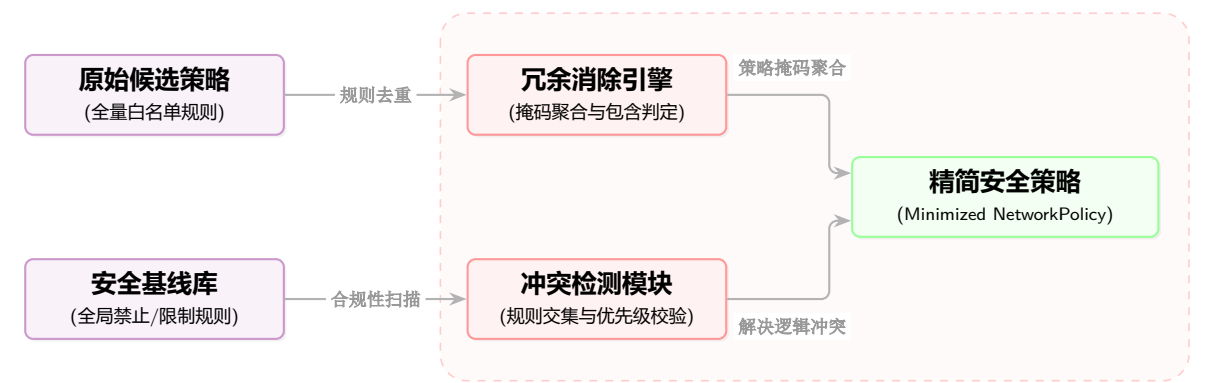 原始候选策略
(全量白名单规则)
规则去重
冗余消除引擎
(掩码聚合与包含判定)
策略掩码聚合
精简安全策略
(Minimized NetworkPolicy)
安全基线库
(全局禁止/限制规则)
合规性扫描
冲突检测模块
(规则交集与优先级校验)
解决逻辑冲突